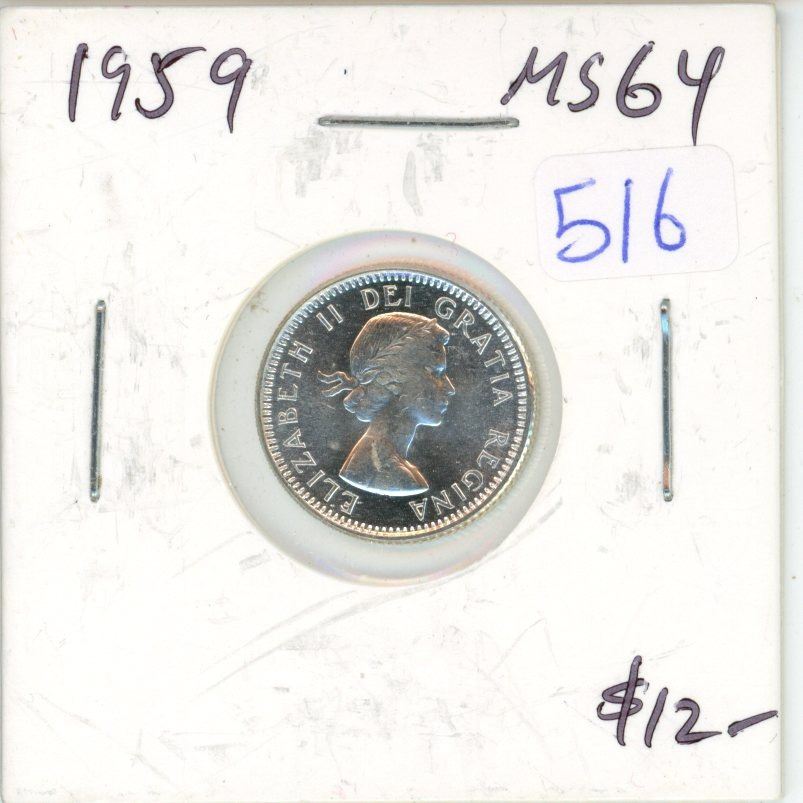 1959 MS64
516
ELIZABETH II DEI GRATIA REGINA
$12-